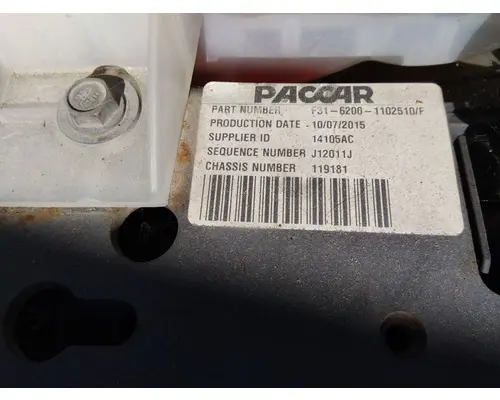 PACCAR
PART NUMBER F31-6200-1102510/F
PRODUCTION DATE - 10/07/2015
SUPPLIER ID 14105AC
SEQUENCE NUMBER J12011J
CHASSIS NUMBER 119181